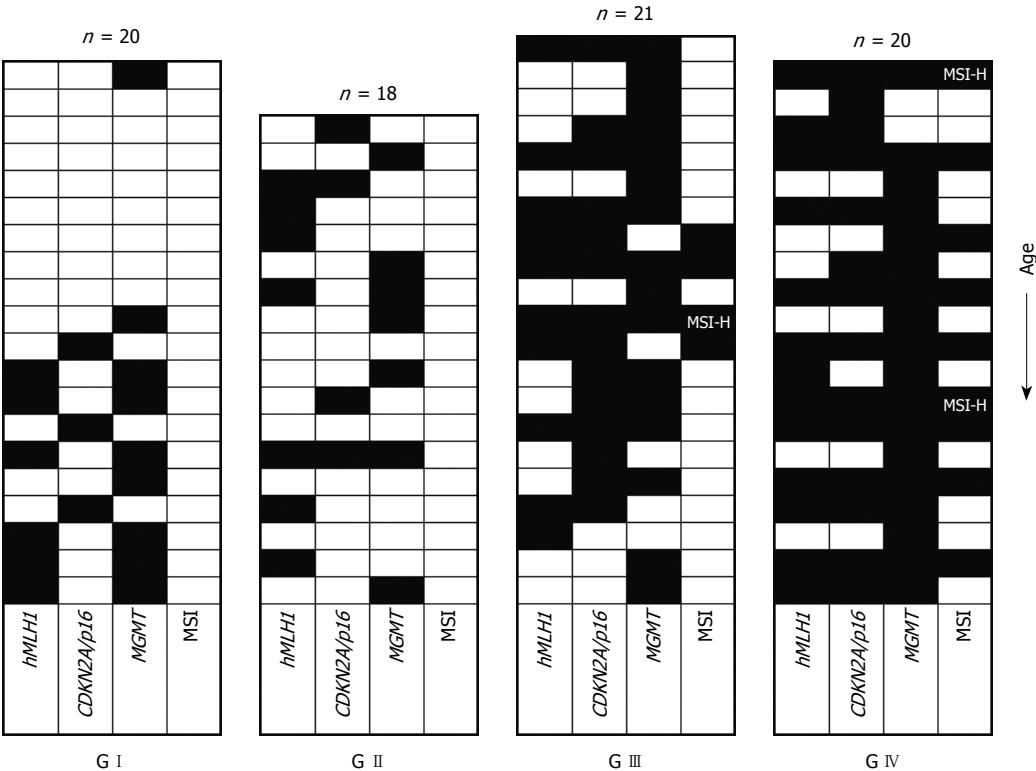 n = 20
n = 18
n = 21
n = 20
MSI-H
MSI-H
MSI-H
Age
hMLH1
CDKN2A/p16
MGMT
MSI
hMLH1
CDKN2A/p16
MGMT
MSI
hMLH1
CDKN2A/p16
MGMT
MSI
hMLH1
CDKN2A/p16
MGMT
MSI
G Ⅰ
G Ⅱ
G Ⅲ
G Ⅳ